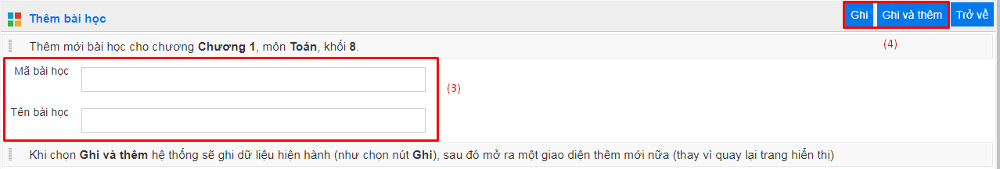 Thêm bài học
Ghi
Ghi và thêm
Trở về
(4)
Thêm mới bài học cho chương Chương 1, môn Toán, khối 8.
Mã bài học
(3)
Tên bài học
Khi chọn Ghi và thêm hệ thống sẽ ghi dữ liệu hiện hành (như chọn nút Ghi), sau đó mở ra một giao diện thêm mới nữa (thay vì quay lại trang hiển thị)